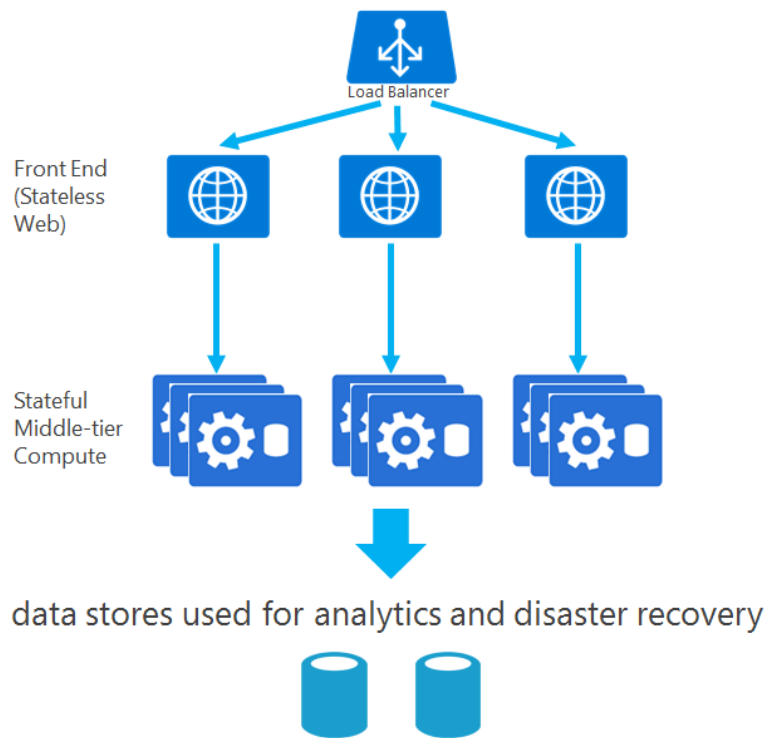 Load Balancer
Front End
(Stateless
Web)
Stateful
Middle-tier
Compute
data stores used for analytics and disaster recovery